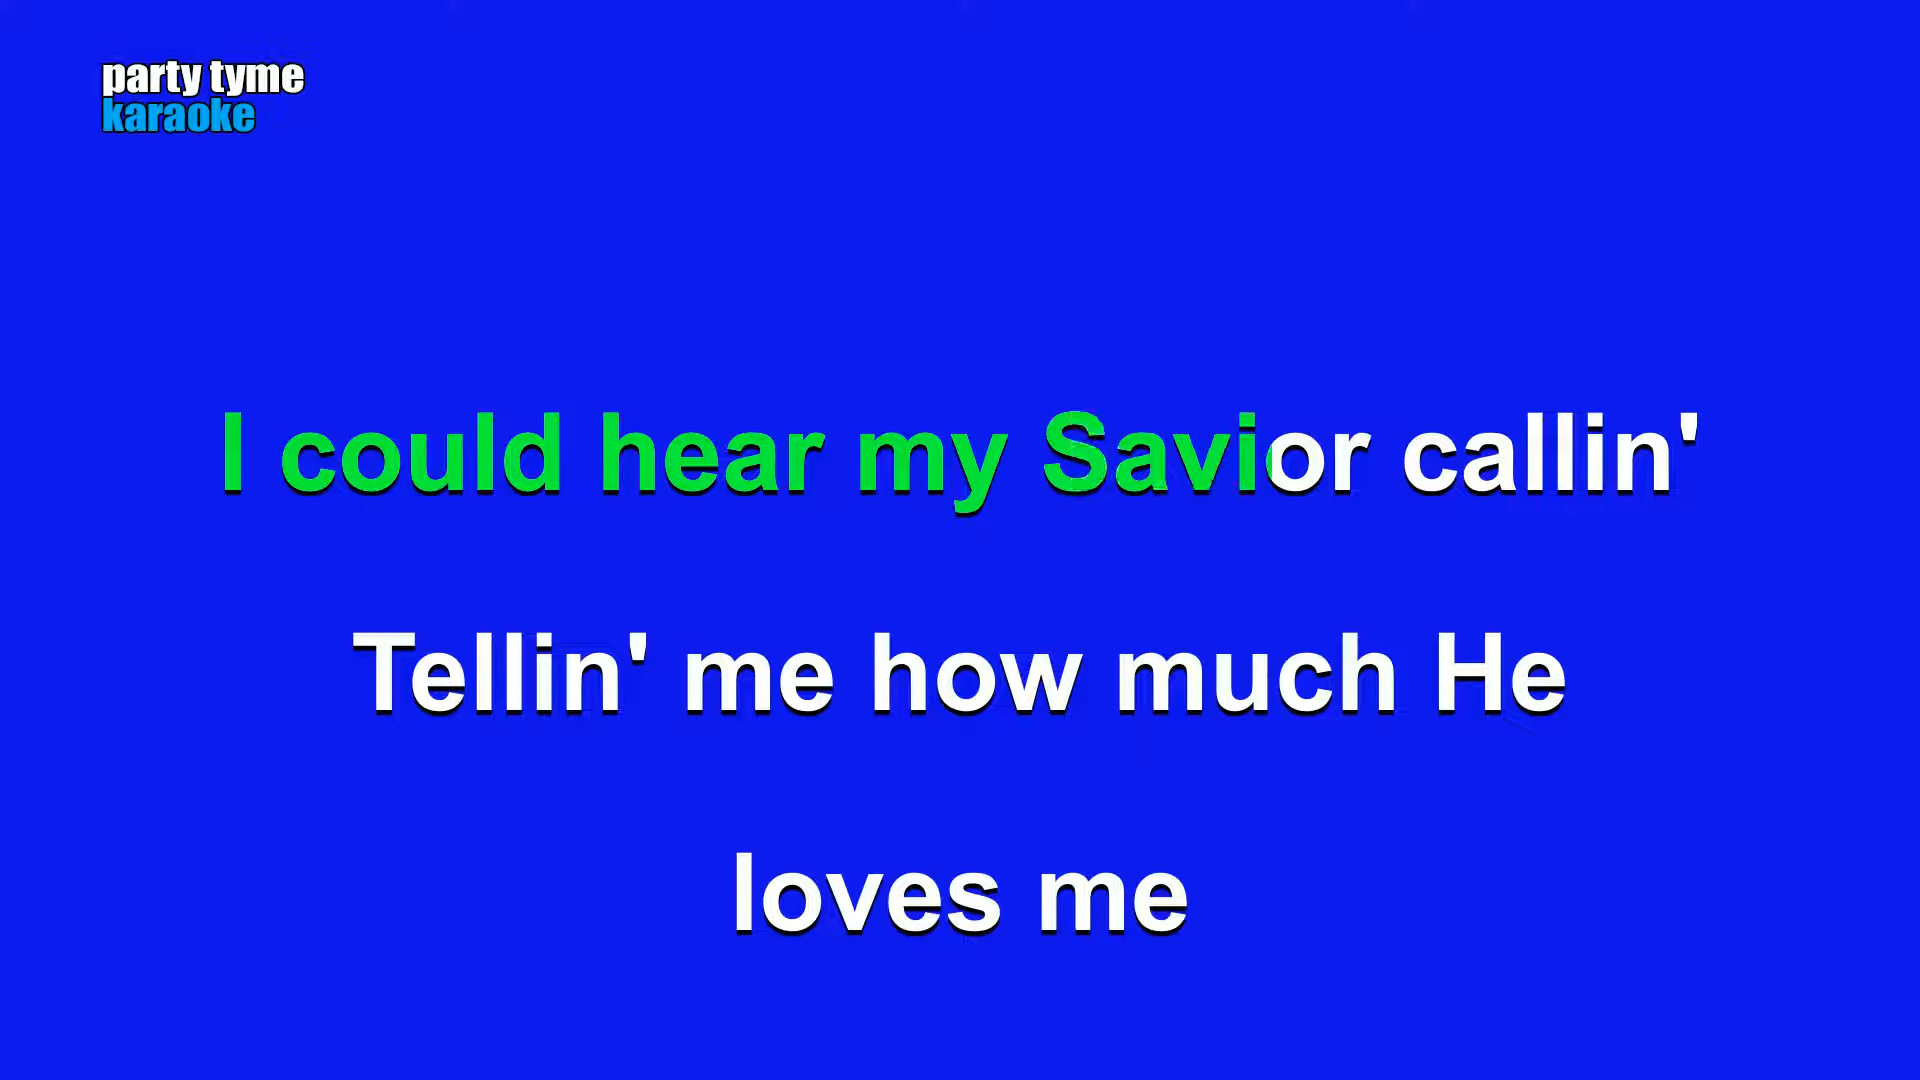 party tyme
karaoke
I could hear my Savior callin'
Tellin' me how much He
loves me